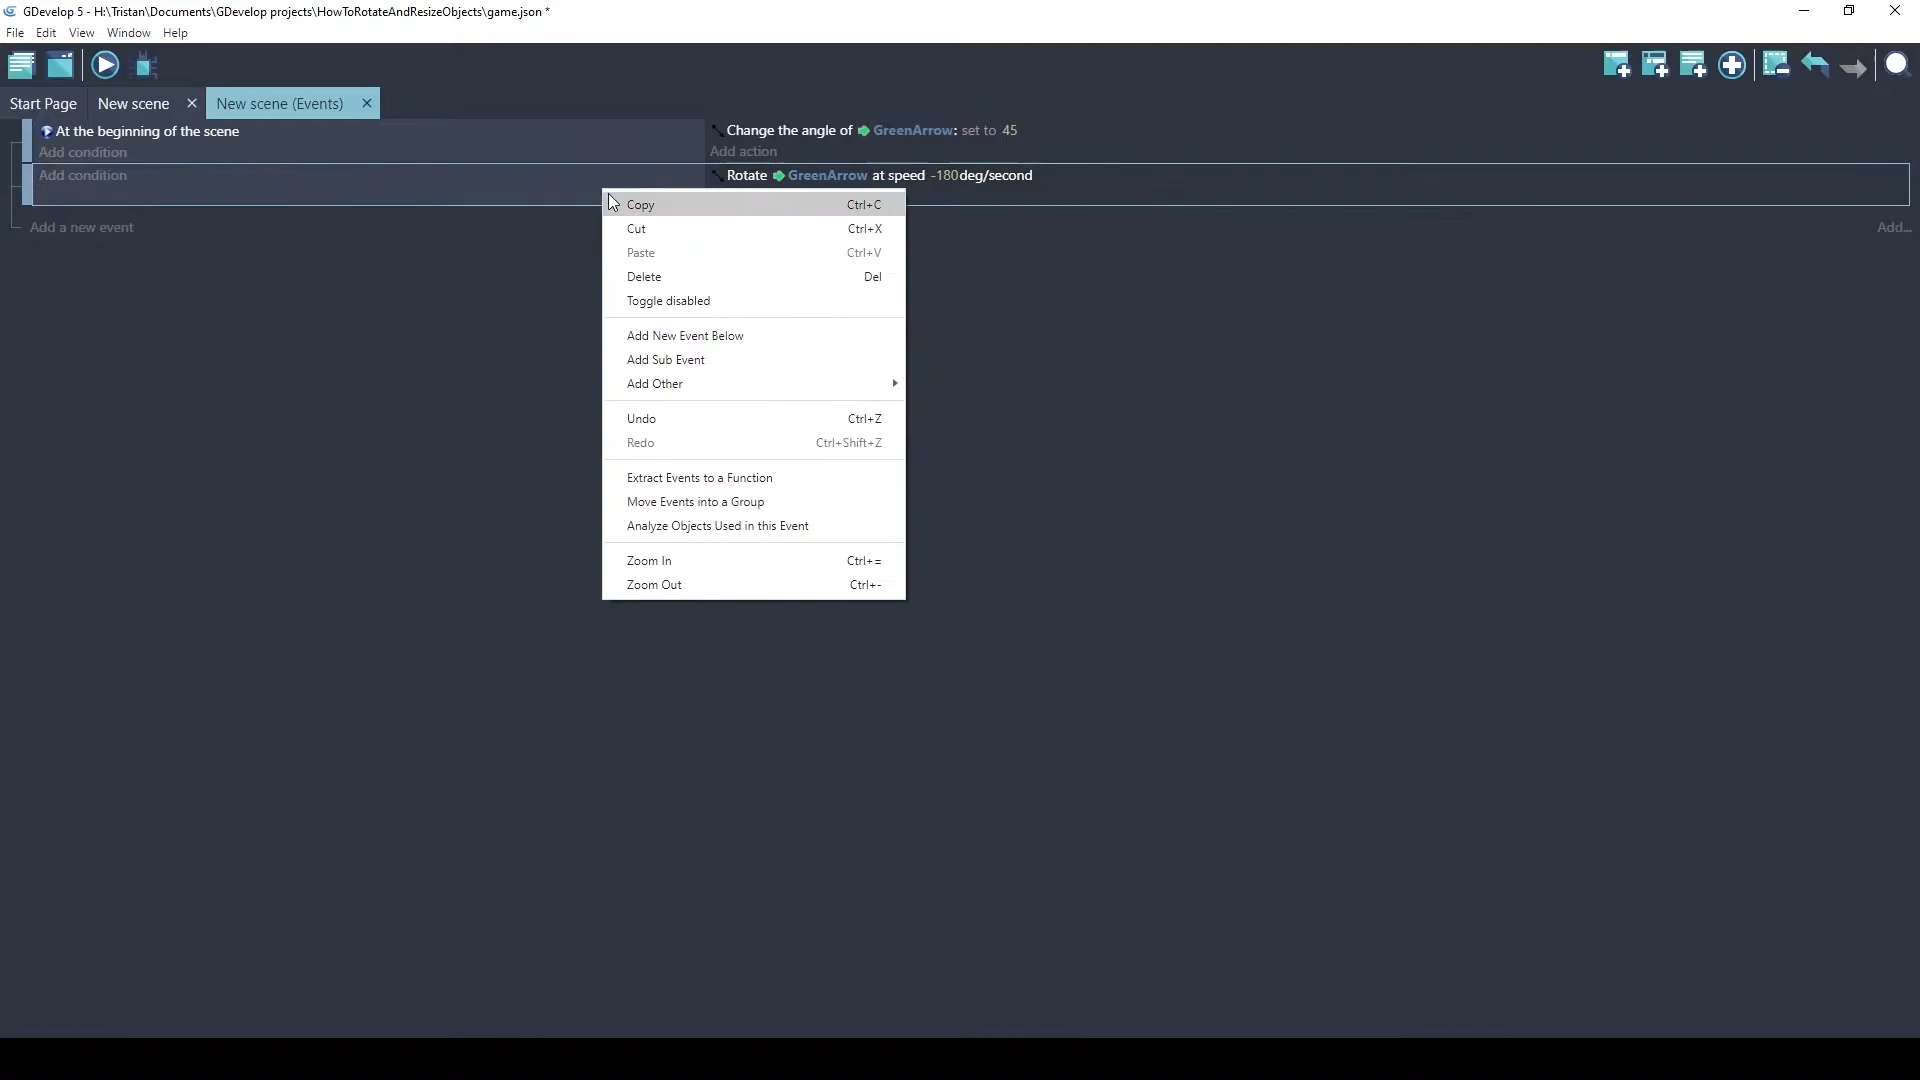 GDevelop 5 - H:\Tristan\Documents\GDevelop projects\HowToRotateAndResizeObjects\game.json *
File Edit View Window Help
Start Page New scene New scene (Events)
At the beginning of the scene
Add condition
Change the angle of GreenArrow: set to 45
Add action
Add condition
Rotate GreenArrow at speed -180deg/second
Add a new event
Add...
Copy Ctrl+C
Cut Ctrl+X
Paste Ctrl+V
Delete Del
Toggle disabled
Add New Event Below
Add Sub Event
Add Other
Undo Ctrl+Z
Redo Ctrl+Shift+Z
Extract Events to a Function
Move Events into a Group
Analyze Objects Used in this Event
Zoom In Ctrl+=
Zoom Out Ctrl+-